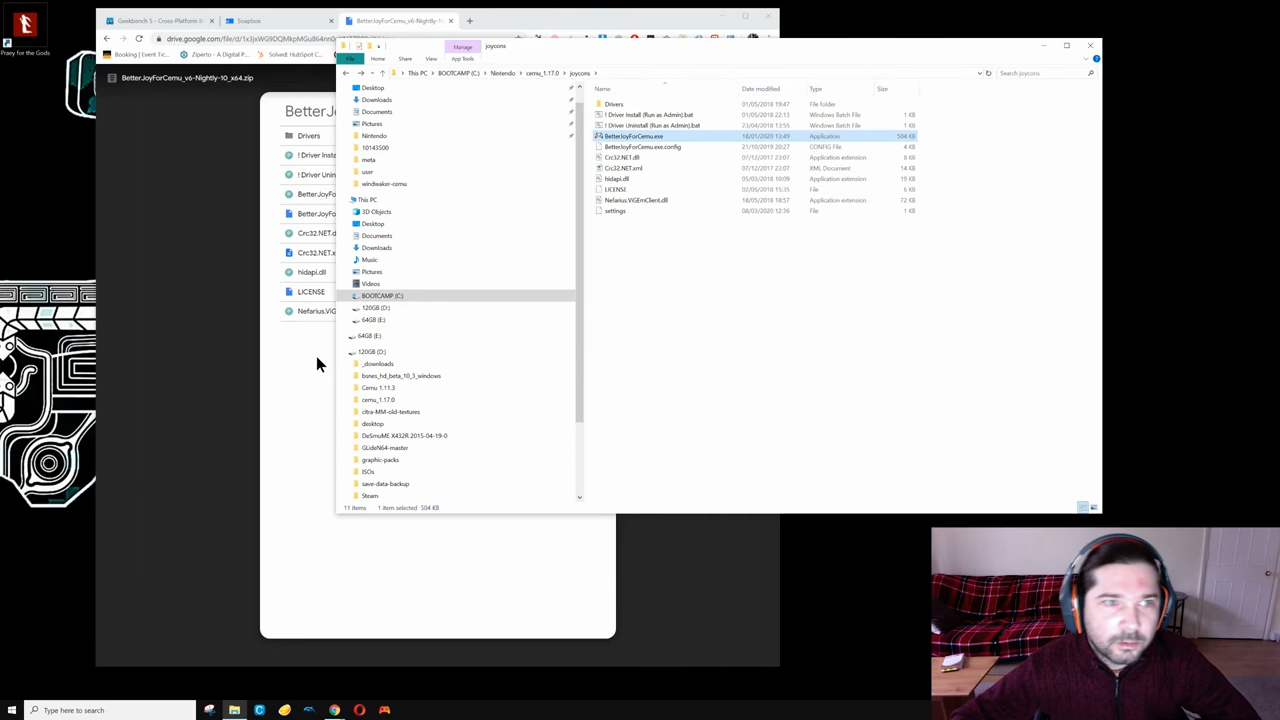 Praey for the Gods
Geekbench 5 - Cross-Platform B
Soapbox
BetterJoyForCemu_v6-Nightly-1
Booking | Event Tic
Ziperto - A Digital P
Solved: HubSpot C
BetterJoyForCemu_v6-Nightly-10_x64.zip
BetterJoy
Drivers
! Driver Insta
! Driver Unin
BetterJoyFo
BetterJoyFo
Crc32.NET.d
Crc32.NET.x
hidapi.dll
LICENSE
Nefarius.ViG
Manage
joycons
File
Home
Share
View
App Tools
This PC
BOOTCAMP (C:)
Nintendo
cemu_1.17.0
joycons
Search joycons
Desktop
Downloads
Documents
Pictures
Nintendo
10143500
meta
user
windwaker-cemu
This PC
3D Objects
Desktop
Documents
Downloads
Music
Pictures
Videos
BOOTCAMP (C:)
120GB (D:)
64GB (E:)
64GB (E:)
120GB (D:)
_downloads
bsnes_hd_beta_10_3_windows
Cemu 1.11.3
cemu_1.17.0
citra-MM-old-textures
desktop
DeSmuME X432R 2015-04-19-0
GLideN64-master
graphic-packs
ISOs
save-data-backup
Steam
Name Date modified Type Size
Drivers 01/05/2018 19:47 File folder
! Driver Install (Run as Admin).bat 01/05/2018 22:13 Windows Batch File 1 KB
! Driver Uninstall (Run as Admin).bat 23/04/2018 13:55 Windows Batch File 1 KB
BetterJoyForCemu.exe 18/01/2020 13:49 Application 504 KB
BetterJoyForCemu.exe.config 21/10/2019 20:27 CONFIG File 4 KB
Crc32.NET.dll 07/12/2017 23:07 Application extension 8 KB
Crc32.NET.xml 07/12/2017 23:07 XML Document 14 KB
hidapi.dll 05/03/2018 10:09 Application extension 19 KB
LICENSE 02/05/2018 15:35 File 6 KB
Nefarius.ViGEmClient.dll 18/05/2018 18:57 Application extension 72 KB
settings 08/03/2020 12:36 File 1 KB
11 items 1 item selected 504 KB
Type here to search